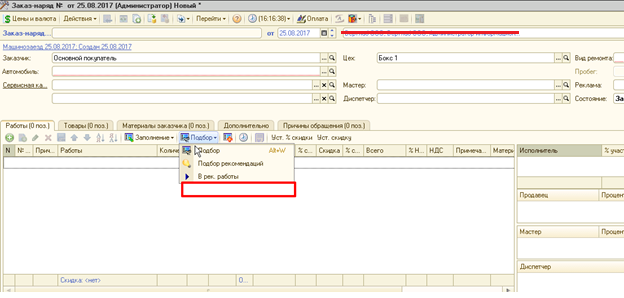 Заказ-наряд № от 25.08.2017 (Администратор) Новый *
Цены и валюта Действия Перейти [16:16:38] Оплата
Заказ-наряд... от 25.08.2017
Машинозаезд 25.08.2017; Создан 25.08.2017
Заказчик: Основной покупатель Цех: Бокс 1 Вид ремонта:
Автомобиль: Пробег:
Сервисная ка... Мастер: Реклама:
Диспетчер: Состояние: За
Работы (0 поз.) Товары (0 поз.) Материалы заказчика (0 поз.) Дополнительно Причины обращения (0 поз.)
Заполнение Подбор Уст. % скидки Уст. скидку
N № ... Прич... Работы Количе % с... Скидка % с... Всего % Н... НДС Примеча... Матери Исполнитель % участ
Подбор Alt+W
Подбор рекомендаций
В рек. работы
Продавец Процент
Мастер Процент
Диспетчер
Скидка: <нет> 0...